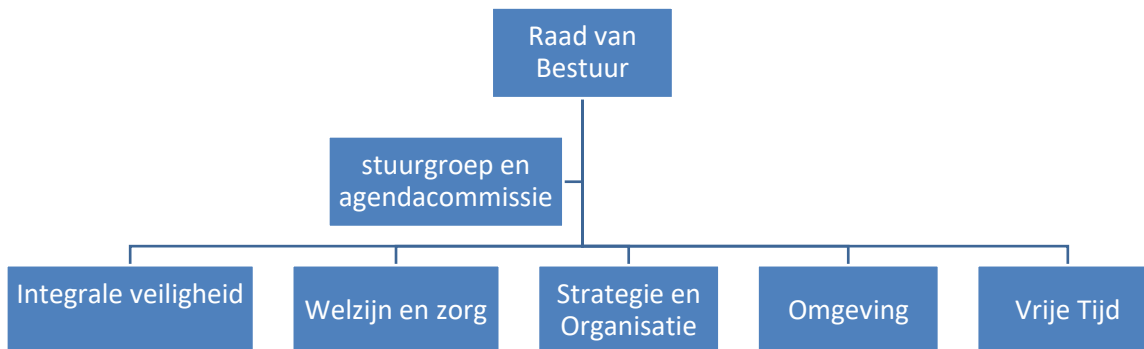 Raad van
Bestuur
stuurgroep en
agendacommissie
Integrale veiligheid
Welzijn en zorg
Strategie en
Organisatie
Omgeving
Vrije Tijd